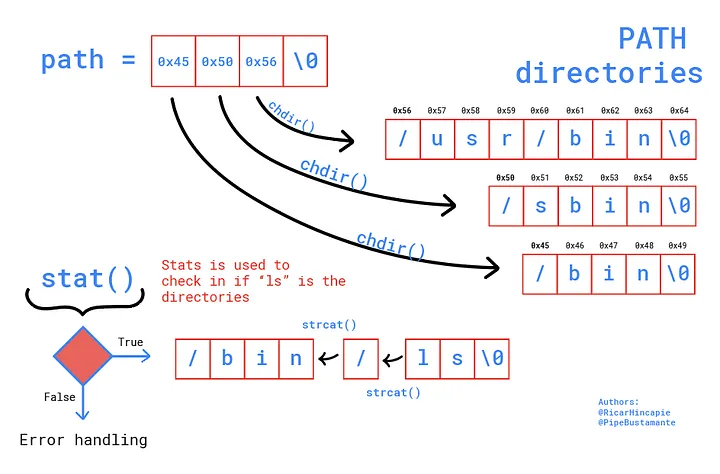 PATH
directories
path = 0x45 0x50 0x56 \0
chdir()
chdir()
chdir()
0x56 0x57 0x58 0x59 0x60 0x61 0x62 0x63 0x64
/ u s r / b i n \0
0x50 0x51 0x52 0x53 0x54 0x55
/ s b i n \0
0x45 0x46 0x47 0x48 0x49
/ b i n \0
stat()
Stats is used to
check in if “ls” is the
directories
True
False
Error handling
strcat()
/ b i n / l s \0
strcat()
Authors:
@RicarHincapie
@PipeBustamante